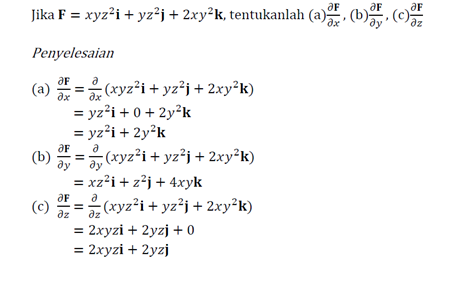 Jika F = xyz²i + yz²j + 2xy²k, tentukanlah (a) ∂F/∂x, (b) ∂F/∂y, (c) ∂F/∂z
Penyelesaian
(a) ∂F/∂x = ∂/∂x (xyz²i + yz²j + 2xy²k)
= yz²i + 0 + 2y²k
= yz²i + 2y²k
(b) ∂F/∂y = ∂/∂y (xyz²i + yz²j + 2xy²k)
= xz²i + z²j + 4xyk
(c) ∂F/∂z = ∂/∂z (xyz²i + yz²j + 2xy²k)
= 2xyzi + 2yzj + 0
= 2xyzi + 2yzj